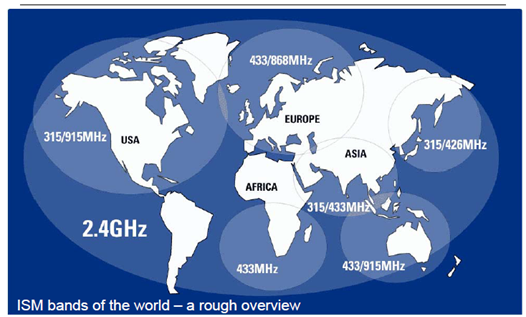 433/868MHz
EUROPE
315/915MHz
USA
315/426MHz
ASIA
AFRICA
315/433MHz
2.4GHz
433MHz
433/915MHz
ISM bands of the world – a rough overview